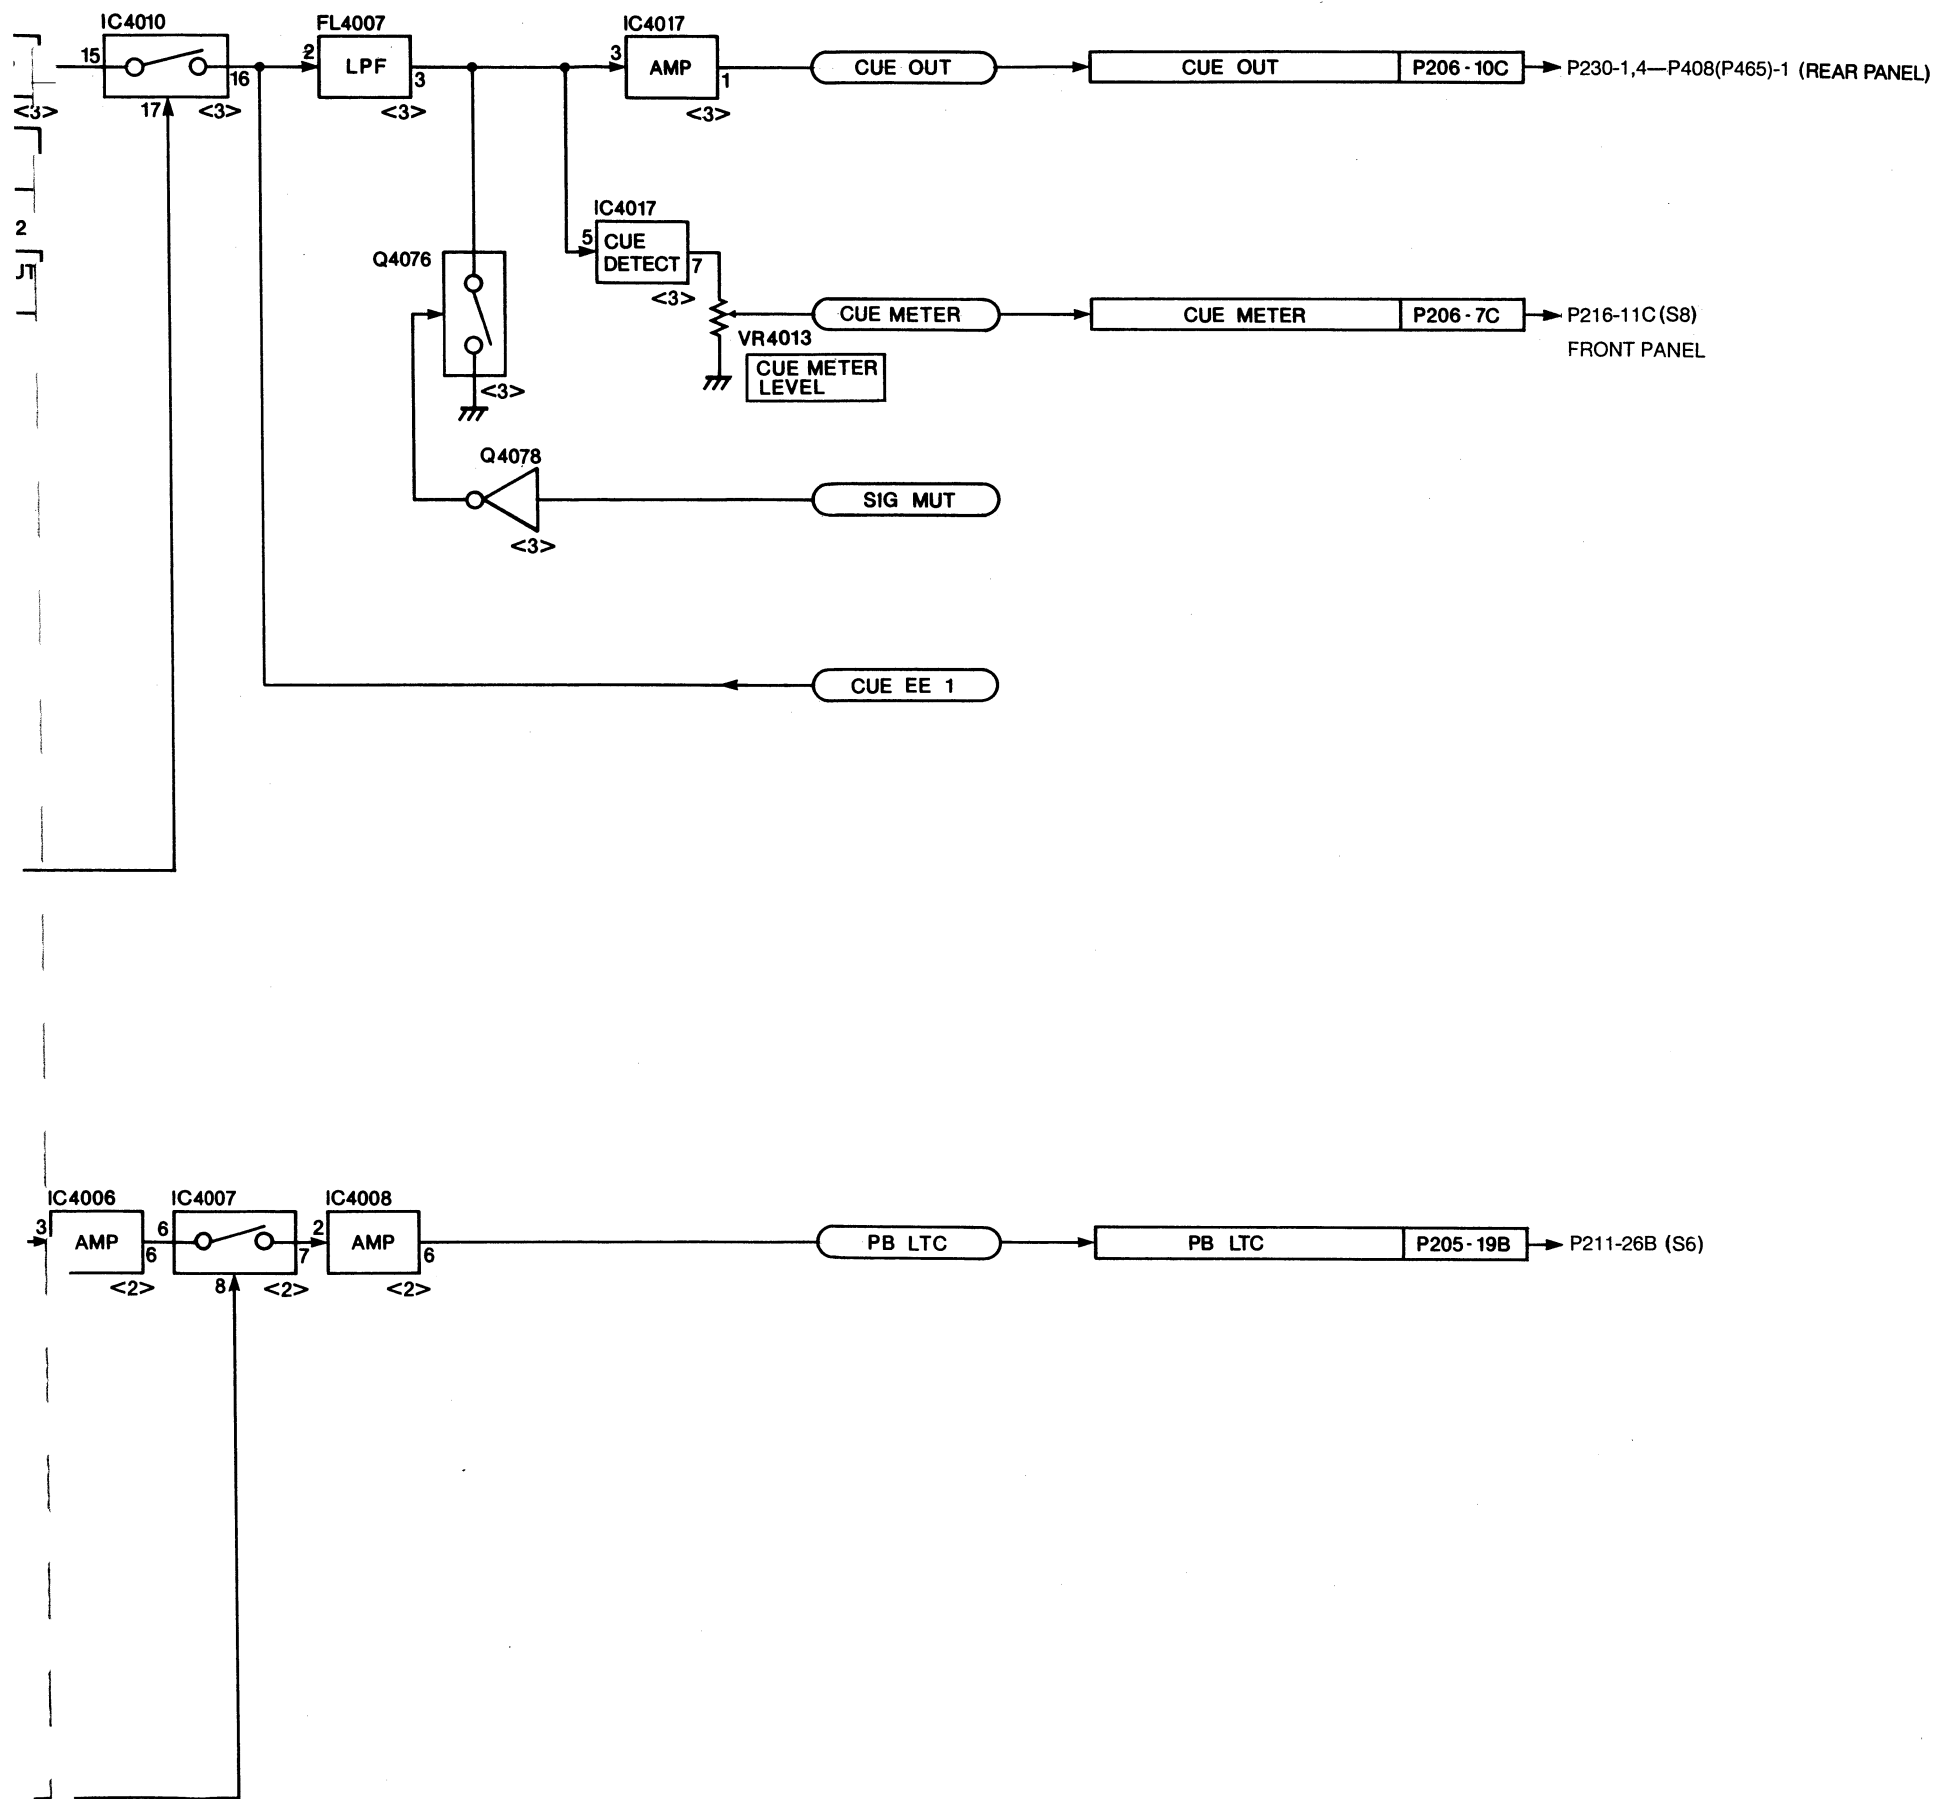 IC4010 FL4007 IC4017
15 16 2 LPF 3 3 AMP 1 CUE OUT CUE OUT P206-10C P230-1,4—P408(P465)-1 (REAR PANEL)
<3> 17 <3> <3> <3>
2
IC4017
5 CUE
DETECT 7
Q4076
<3>
CUE METER CUE METER P206-7C P216-11C(S8)
FRONT PANEL
VR4013
CUE METER
LEVEL
<3>
Q4078
SIG MUT
<3>
CUE EE 1
IC4006 IC4007 IC4008
3 AMP 6 6 7 2 AMP 6 PB LTC PB LTC P205-19B P211-26B (S6)
<2> 8 <2> <2>